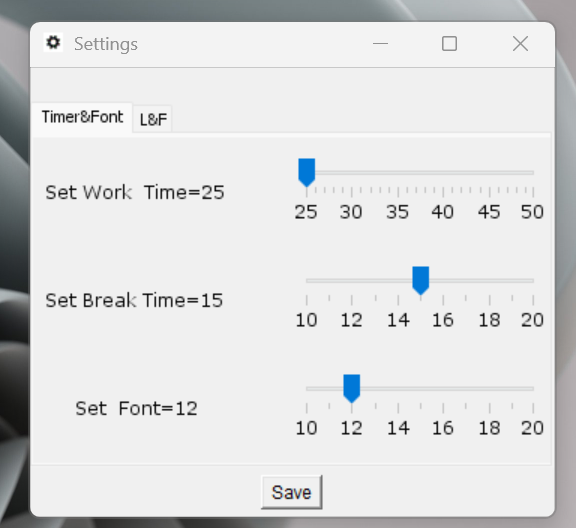 Settings
Timer&Font L&F
Set Work Time=25
25 30 35 40 45 50
Set Break Time=15
10 12 14 16 18 20
Set Font=12
10 12 14 16 18 20
Save